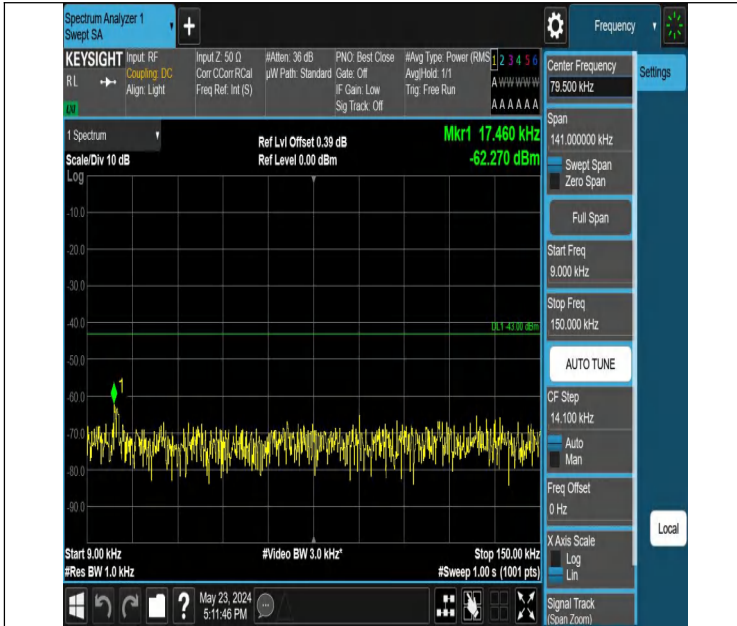 Spectrum Analyzer 1
Swept SA
+
Frequency
KEYSIGHT
RL
Input: RF
Coupling: DC
Align: Light
Input Z: 50 Ω
Corr CCorr RCal
Freq Ref: Int (S)
#Atten: 36 dB
µW Path: Standard
PNO: Best Close
Gate: Off
IF Gain: Low
Sig Track: Off
#Avg Type: Power (RMS
Avg|Hold: 1/1
Trig: Free Run
1 2 3 4 5 6
A W W W W W
A A A A A A
Center Frequency
79.500 kHz
Settings
Span
141.000000 kHz
Swept Span
Zero Span
Full Span
Start Freq
9.000 kHz
Stop Freq
150.000 kHz
AUTO TUNE
CF Step
14.100 kHz
Auto
Man
Freq Offset
0 Hz
X Axis Scale
Log
Lin
Signal Track
(Span Zoom)
Local
1 Spectrum
Scale/Div 10 dB
Ref Lvl Offset 0.39 dB
Ref Level 0.00 dBm
Mkr1 17.460 kHz
-62.270 dBm
Log
-10.0
-20.0
-30.0
-40.0
-50.0
-60.0
-70.0
-80.0
-90.0
DL1 -43.00 dBm
1
Start 9.00 kHz
#Res BW 1.0 kHz
#Video BW 3.0 kHz*
Stop 150.00 kHz
#Sweep 1.00 s (1001 pts)
?
May 23, 2024
5:11:46 PM